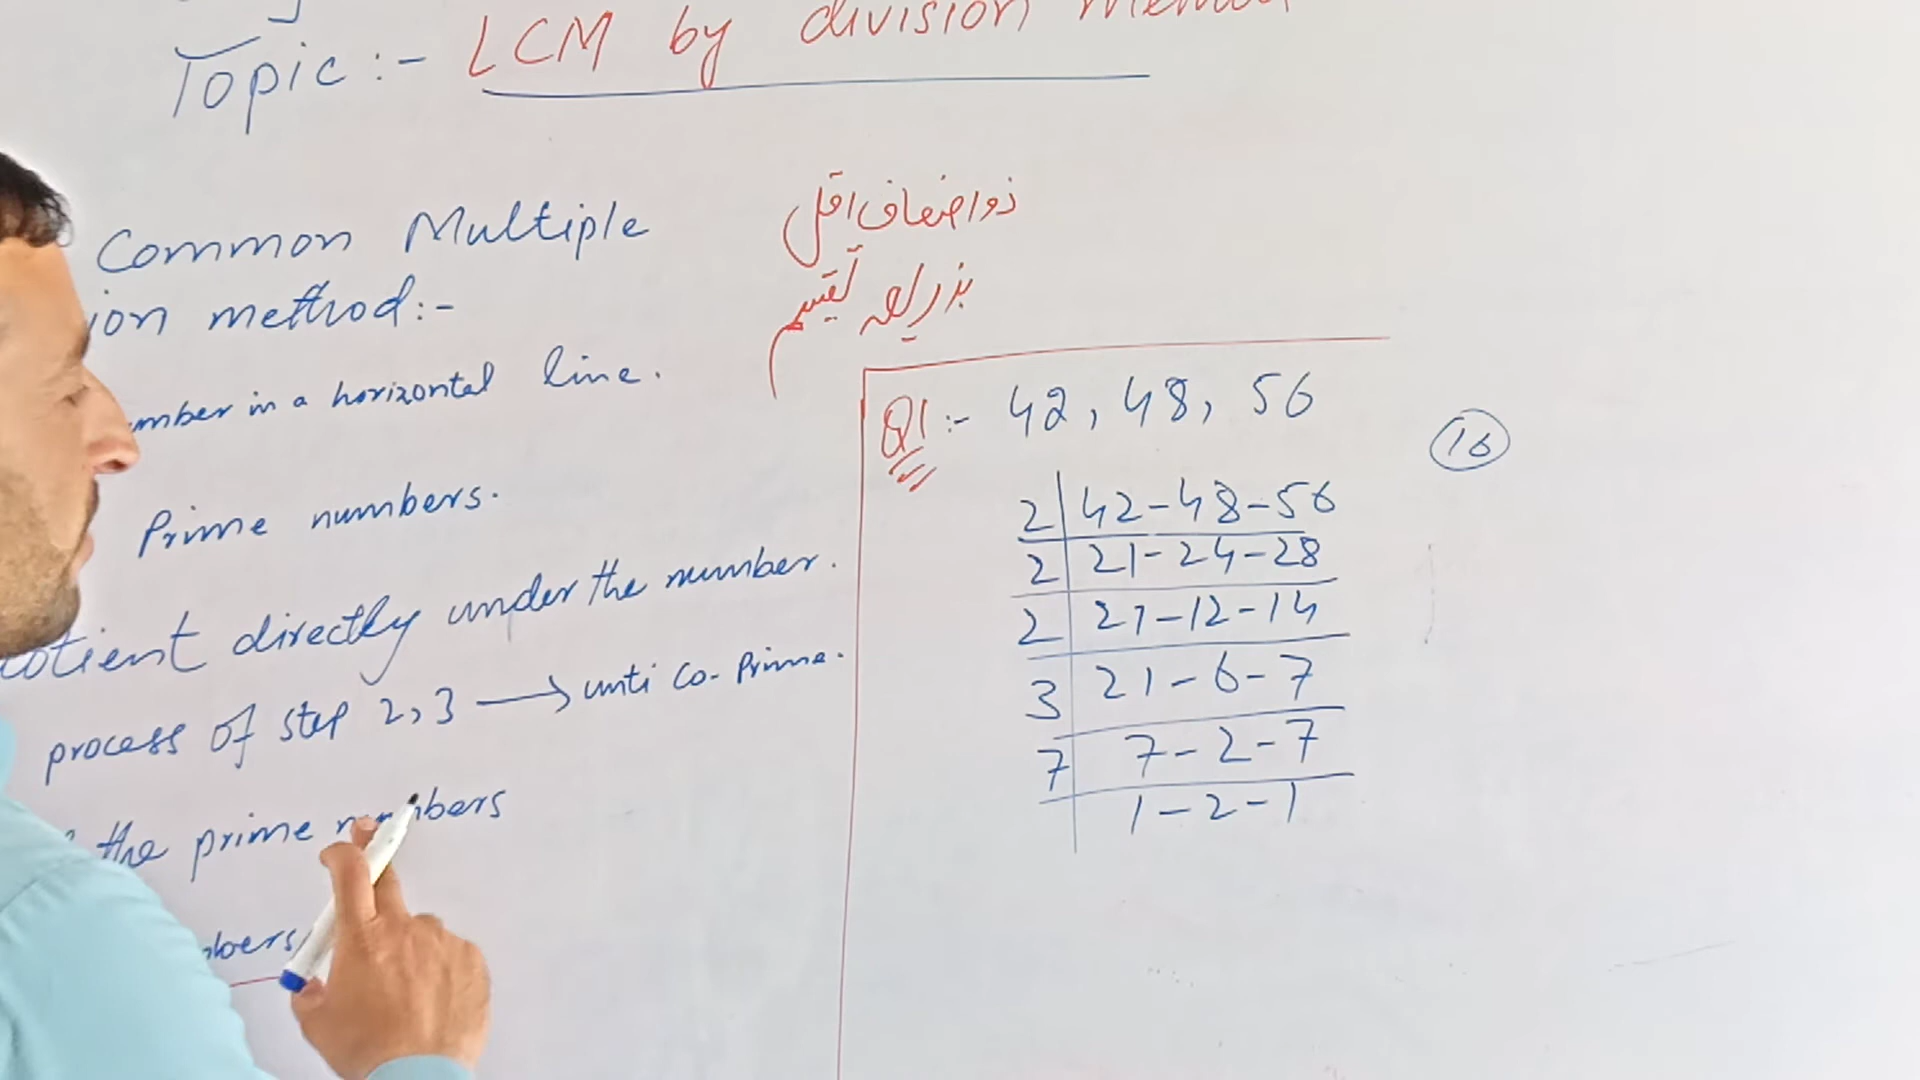 Topic:- LCM by division method
Common Multiple
ion method:-
mber in a horizontal line.
Prime numbers.
otient directly under the number.
process of step 2,3 → unti Co-Prime.
the prime numbers
mbers
ذواضعاف اقل
بذریعہ تقسیم
Q1:- 42, 48, 56
16
2 42-48-56
2 21-24-28
2 21-12-14
3 21-6-7
7 7-2-7
1-2-1